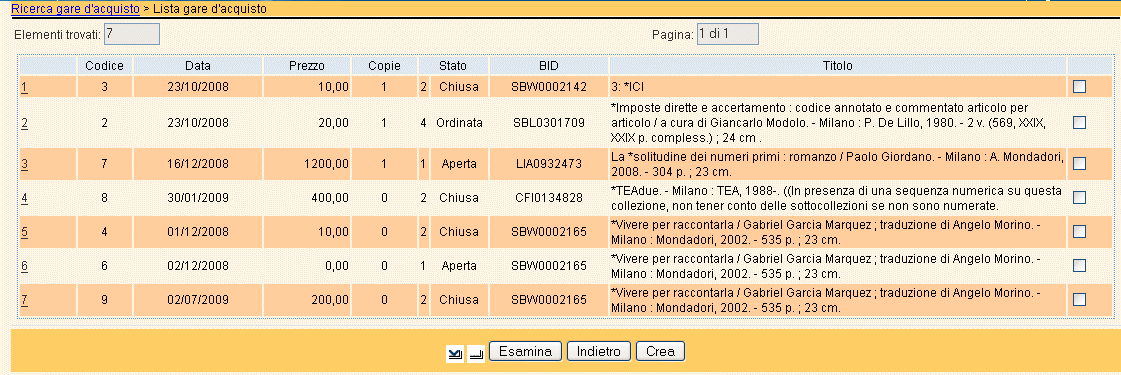 Ricerca gare d'acquisto > Lista gare d'acquisto
Elementi trovati: 7 Pagina: 1 di 1
Codice Data Prezzo Copie Stato BID Titolo
1 3 23/10/2008 10,00 1 2 Chiusa SBW0002142 3: *ICI
*Imposte dirette e accertamento : codice annotato e commentato articolo per
2 2 23/10/2008 20,00 1 4 Ordinata SBL0301709 articolo / a cura di Giancarlo Modolo. - Milano : P. De Lillo, 1980. - 2 v. (569, XXIX,
XXIX p. compless.) ; 24 cm .
3 7 16/12/2008 1200,00 1 1 Aperta LIA0932473 La *solitudine dei numeri primi : romanzo / Paolo Giordano. - Milano : A. Mondadori,
2008. - 304 p. ; 23 cm.
4 8 30/01/2009 400,00 0 2 Chiusa CFI0134828 *TEAdue. - Milano : TEA, 1988-. ((In presenza di una sequenza numerica su questa
collezione, non tener conto delle sottocollezioni se non sono numerate.
5 4 01/12/2008 10,00 0 2 Chiusa SBW0002165 *Vivere per raccontarla / Gabriel Garcia Marquez ; traduzione di Angelo Morino. -
Milano : Mondadori, 2002. - 535 p. ; 23 cm.
6 6 02/12/2008 0,00 0 1 Aperta SBW0002165 *Vivere per raccontarla / Gabriel Garcia Marquez ; traduzione di Angelo Morino. -
Milano : Mondadori, 2002. - 535 p. ; 23 cm.
7 9 02/07/2009 200,00 0 2 Chiusa SBW0002165 *Vivere per raccontarla / Gabriel Garcia Marquez ; traduzione di Angelo Morino. -
Milano : Mondadori, 2002. - 535 p. ; 23 cm.
Esamina Indietro Crea